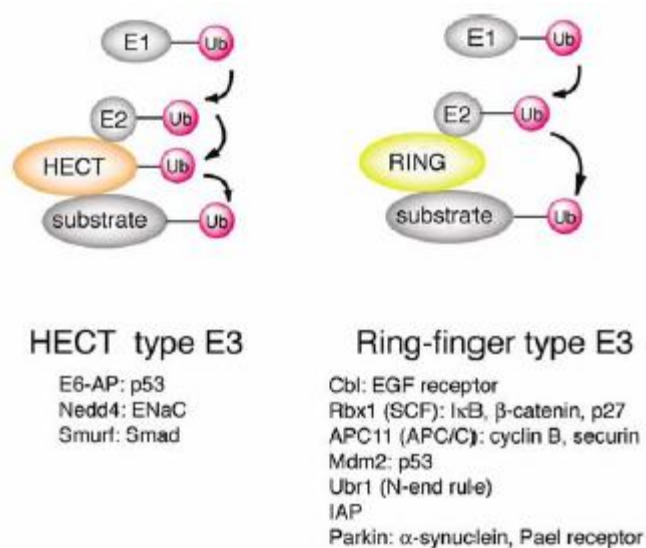 E1 Ub
E2 Ub
HECT Ub
substrate Ub
HECT type E3
E6-AP: p53
Nedd4: ENaC
Smurf: Smad
E1 Ub
E2 Ub
RING
substrate Ub
Ring-finger type E3
Cbl: EGF receptor
Rbx1 (SCF): IκB, β-catenin, p27
APC11 (APC/C): cyclin B, securin
Mdm2: p53
Ubr1 (N-end rule)
IAP
Parkin: α-synuclein, Pael receptor